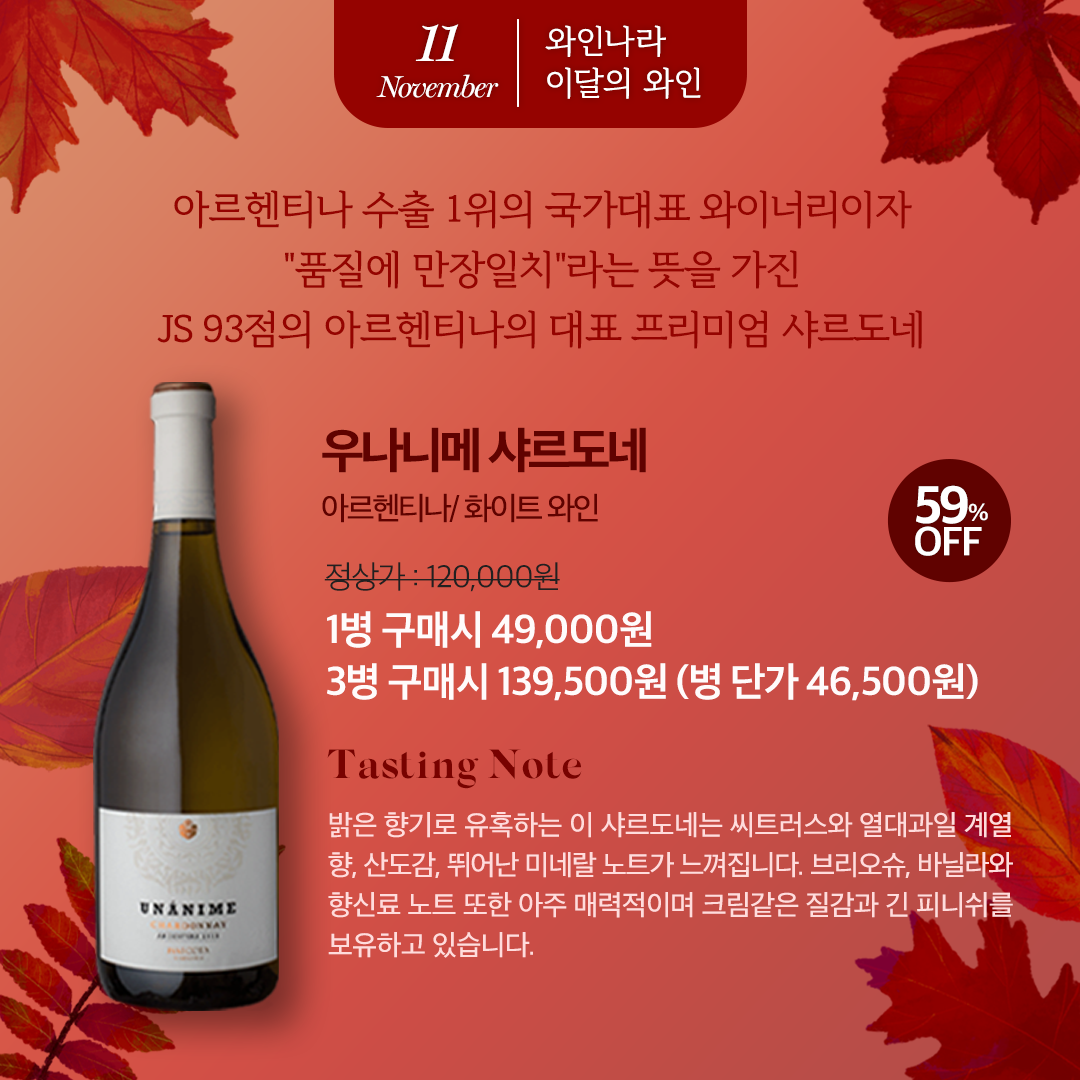 11
November
와인나라
이달의 와인
아르헨티나 수출 1위의 국가대표 와이너리이자
"품질에 만장일치"라는 뜻을 가진
JS 93점의 아르헨티나의 대표 프리미엄 샤르도네
우나니메 샤르도네
아르헨티나/ 화이트 와인
59%
OFF
정상가 : 120,000원
1병 구매시 49,000원
3병 구매시 139,500원 (병 단가 46,500원)
Tasting Note
밝은 향기로 유혹하는 이 샤르도네는 씨트러스와 열대과일 계열
향, 산도감, 뛰어난 미네랄 노트가 느껴집니다. 브리오슈, 바닐라와
향신료 노트 또한 아주 매력적이며 크림같은 질감과 긴 피니쉬를
보유하고 있습니다.
UNÁNIME
CHARDONNAY